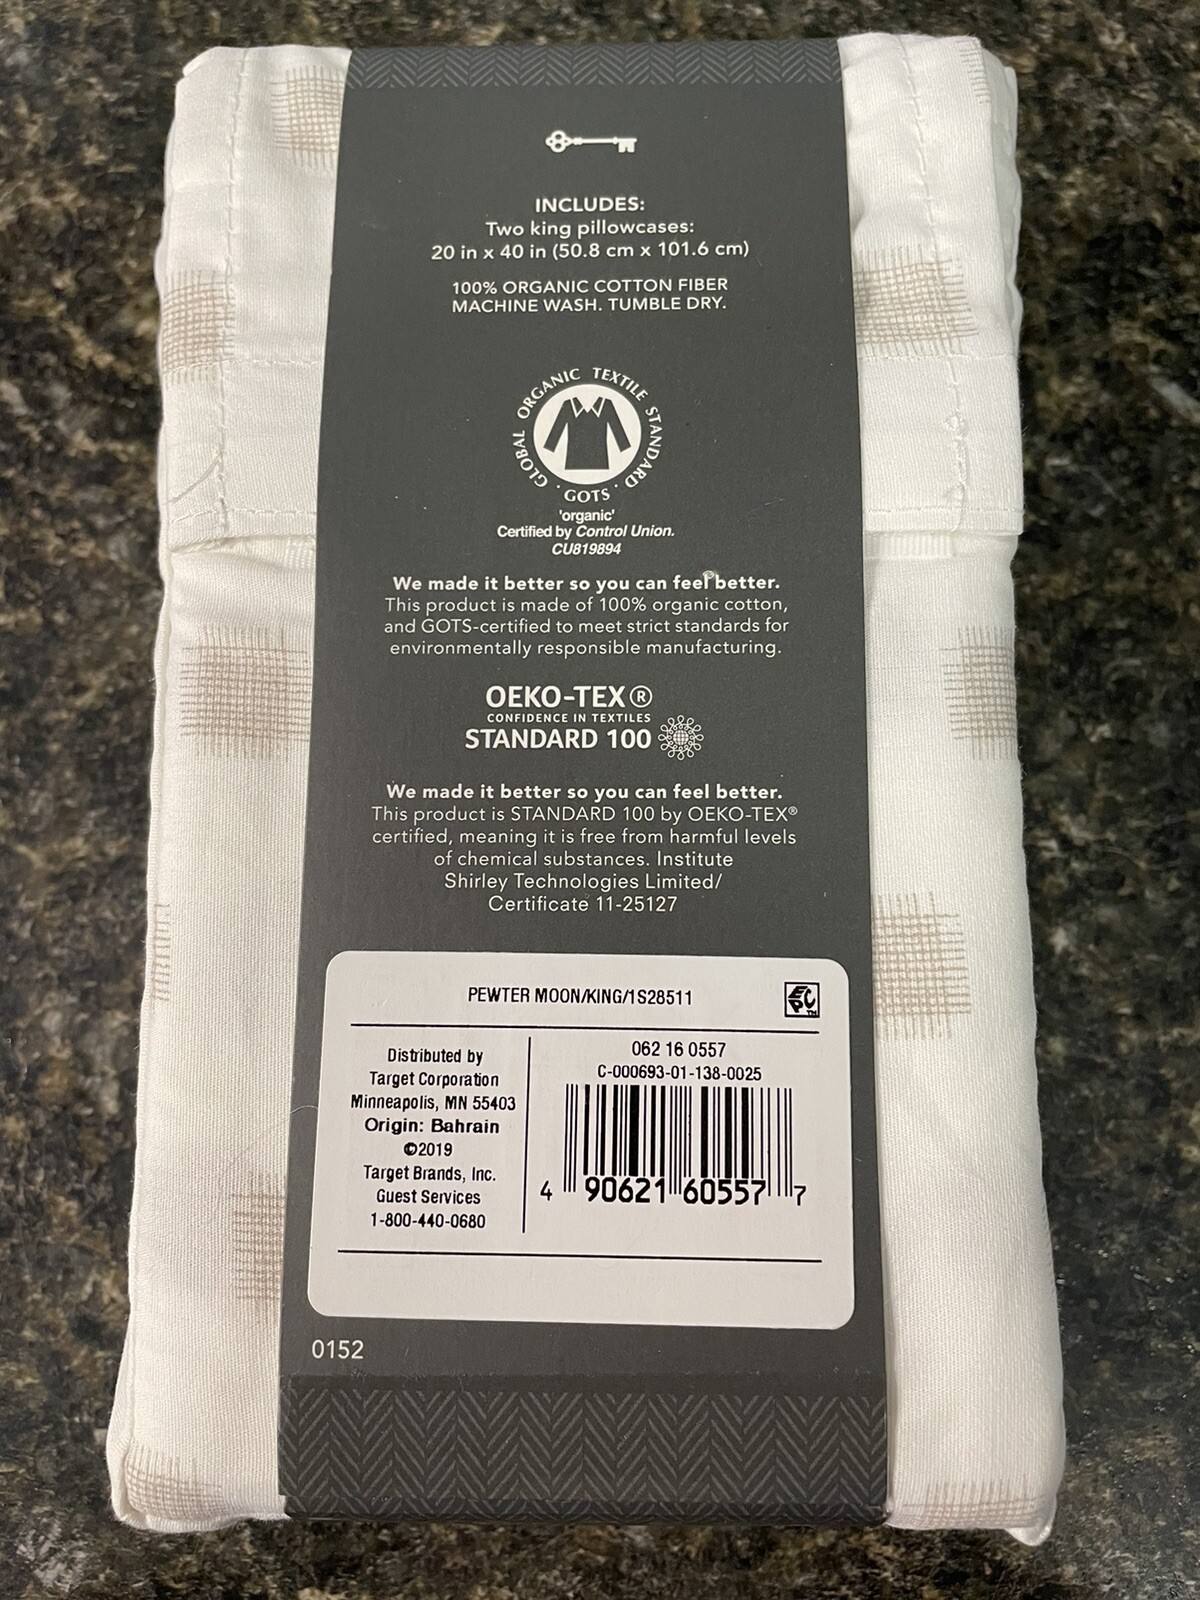 INCLUDES:
Two king pillowcases:
20 in x 40 in (50.8 cm x 101.6 cm)
100% ORGANIC COTTON FIBER
MACHINE WASH. TUMBLE DRY.
GLOBAL ORGANIC TEXTILE STANDARD
· GOTS ·
'organic'
Certified by Control Union.
CU819894
We made it better so you can feel better.
This product is made of 100% organic cotton,
and GOTS-certified to meet strict standards for
environmentally responsible manufacturing.
OEKO-TEX®
CONFIDENCE IN TEXTILES
STANDARD 100
We made it better so you can feel better.
This product is STANDARD 100 by OEKO-TEX®
certified, meaning it is free from harmful levels
of chemical substances. Institute
Shirley Technologies Limited/
Certificate 11-25127
PEWTER MOON/KING/1S28511
EPC™
Distributed by
Target Corporation
Minneapolis, MN 55403
Origin: Bahrain
©2019
Target Brands, Inc.
Guest Services
1-800-440-0680
062 16 0557
C-000693-01-138-0025
4 90621 60557 7
0152